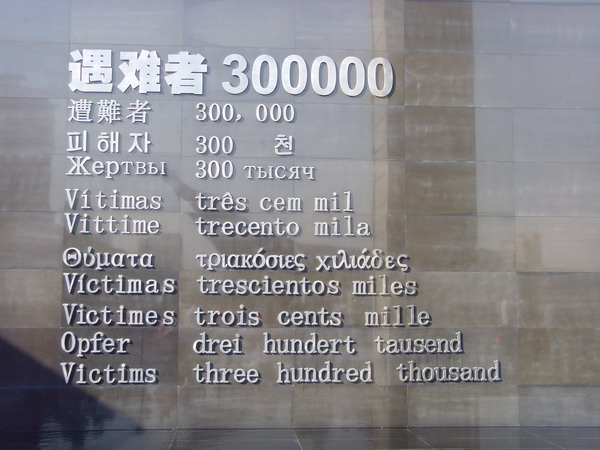 遇难者 300000
遭難者 300,000
피해자 300 천
Жертвы 300 тысяч
Vítimas três cem mil
Vittime trecento mila
Θύματα τριακόσιες χιλιάδες
Víctimas trescientos miles
Victimes trois cents mille
Opfer drei hundert tausend
Victims three hundred thousand